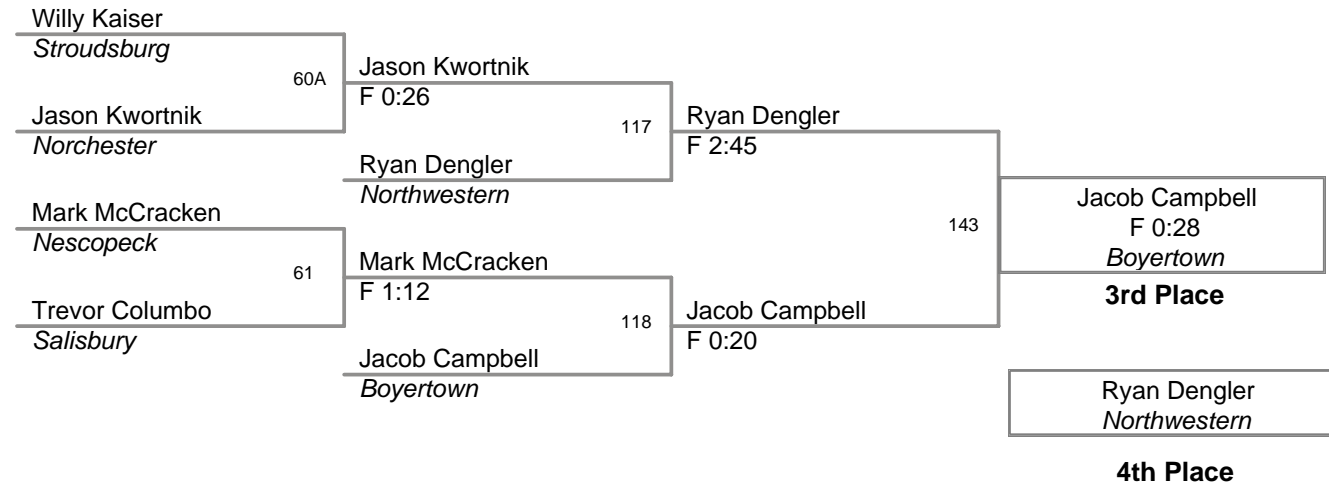 Willy Kaiser
Stroudsburg
60A
Jason Kwortnik
Norchester
Jason Kwortnik
F 0:26
117
Ryan Dengler
Northwestern
Ryan Dengler
F 2:45
Mark McCracken
Nescopeck
61
Trevor Columbo
Salisbury
Mark McCracken
F 1:12
118
Jacob Campbell
Boyertown
Jacob Campbell
F 0:20
143
Jacob Campbell
F 0:28
Boyertown
3rd Place
Ryan Dengler
Northwestern
4th Place